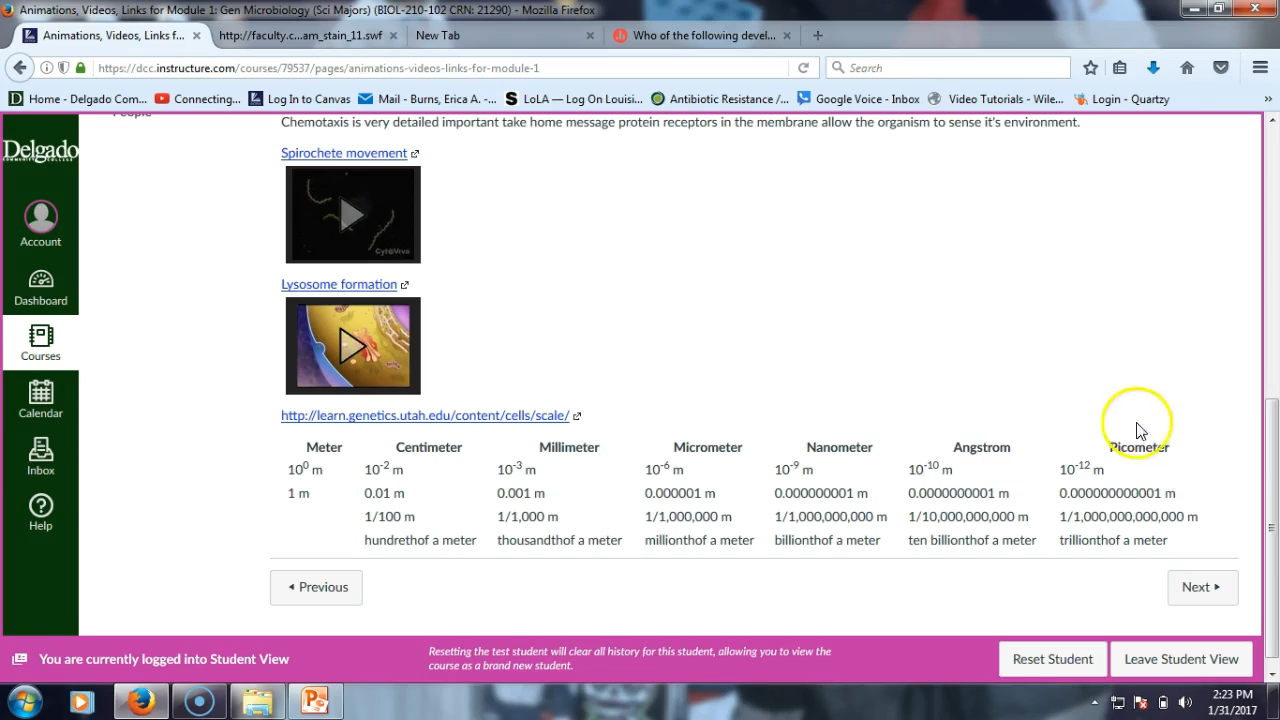 Animations, Videos, Links for Module 1: Gen Microbiology (Sci Majors) (BIOL-210-102 CRN: 21290) - Mozilla Firefox
Animations, Videos, Links f... × http://faculty.c...am_stain_11.swf × New Tab × Who of the following devel... ×
https://dcc.instructure.com/courses/79537/pages/animations-videos-links-for-module-1 Search
Home - Delgado Com... Connecting... Log In to Canvas Mail - Burns, Erica A. -... LoLA — Log On Louisi... Antibiotic Resistance /... Google Voice - Inbox Video Tutorials - Wile... Login - Quartzy »
People
Chemotaxis is very detailed important take home message protein receptors in the membrane allow the organism to sense it's environment.
DELGADO
COMMUNITY COLLEGE
Spirochete movement
CytoViva
Account
Lysosome formation
Dashboard
Courses
Calendar
http://learn.genetics.utah.edu/content/cells/scale/
Meter Centimeter Millimeter Micrometer Nanometer Angstrom Picometer
10⁰ m 10⁻² m 10⁻³ m 10⁻⁶ m 10⁻⁹ m 10⁻¹⁰ m 10⁻¹² m
Inbox
1 m 0.01 m 0.001 m 0.000001 m 0.000000001 m 0.0000000001 m 0.000000000001 m
1/100 m 1/1,000 m 1/1,000,000 m 1/1,000,000,000 m 1/10,000,000,000 m 1/1,000,000,000,000 m
Help
hundrethof a meter thousandthof a meter millionthof a meter billionthof a meter ten billionthof a meter trillionthof a meter
Previous Next
You are currently logged into Student View
Resetting the test student will clear all history for this student, allowing you to view the
course as a brand new student.
Reset Student Leave Student View
2:23 PM
1/31/2017